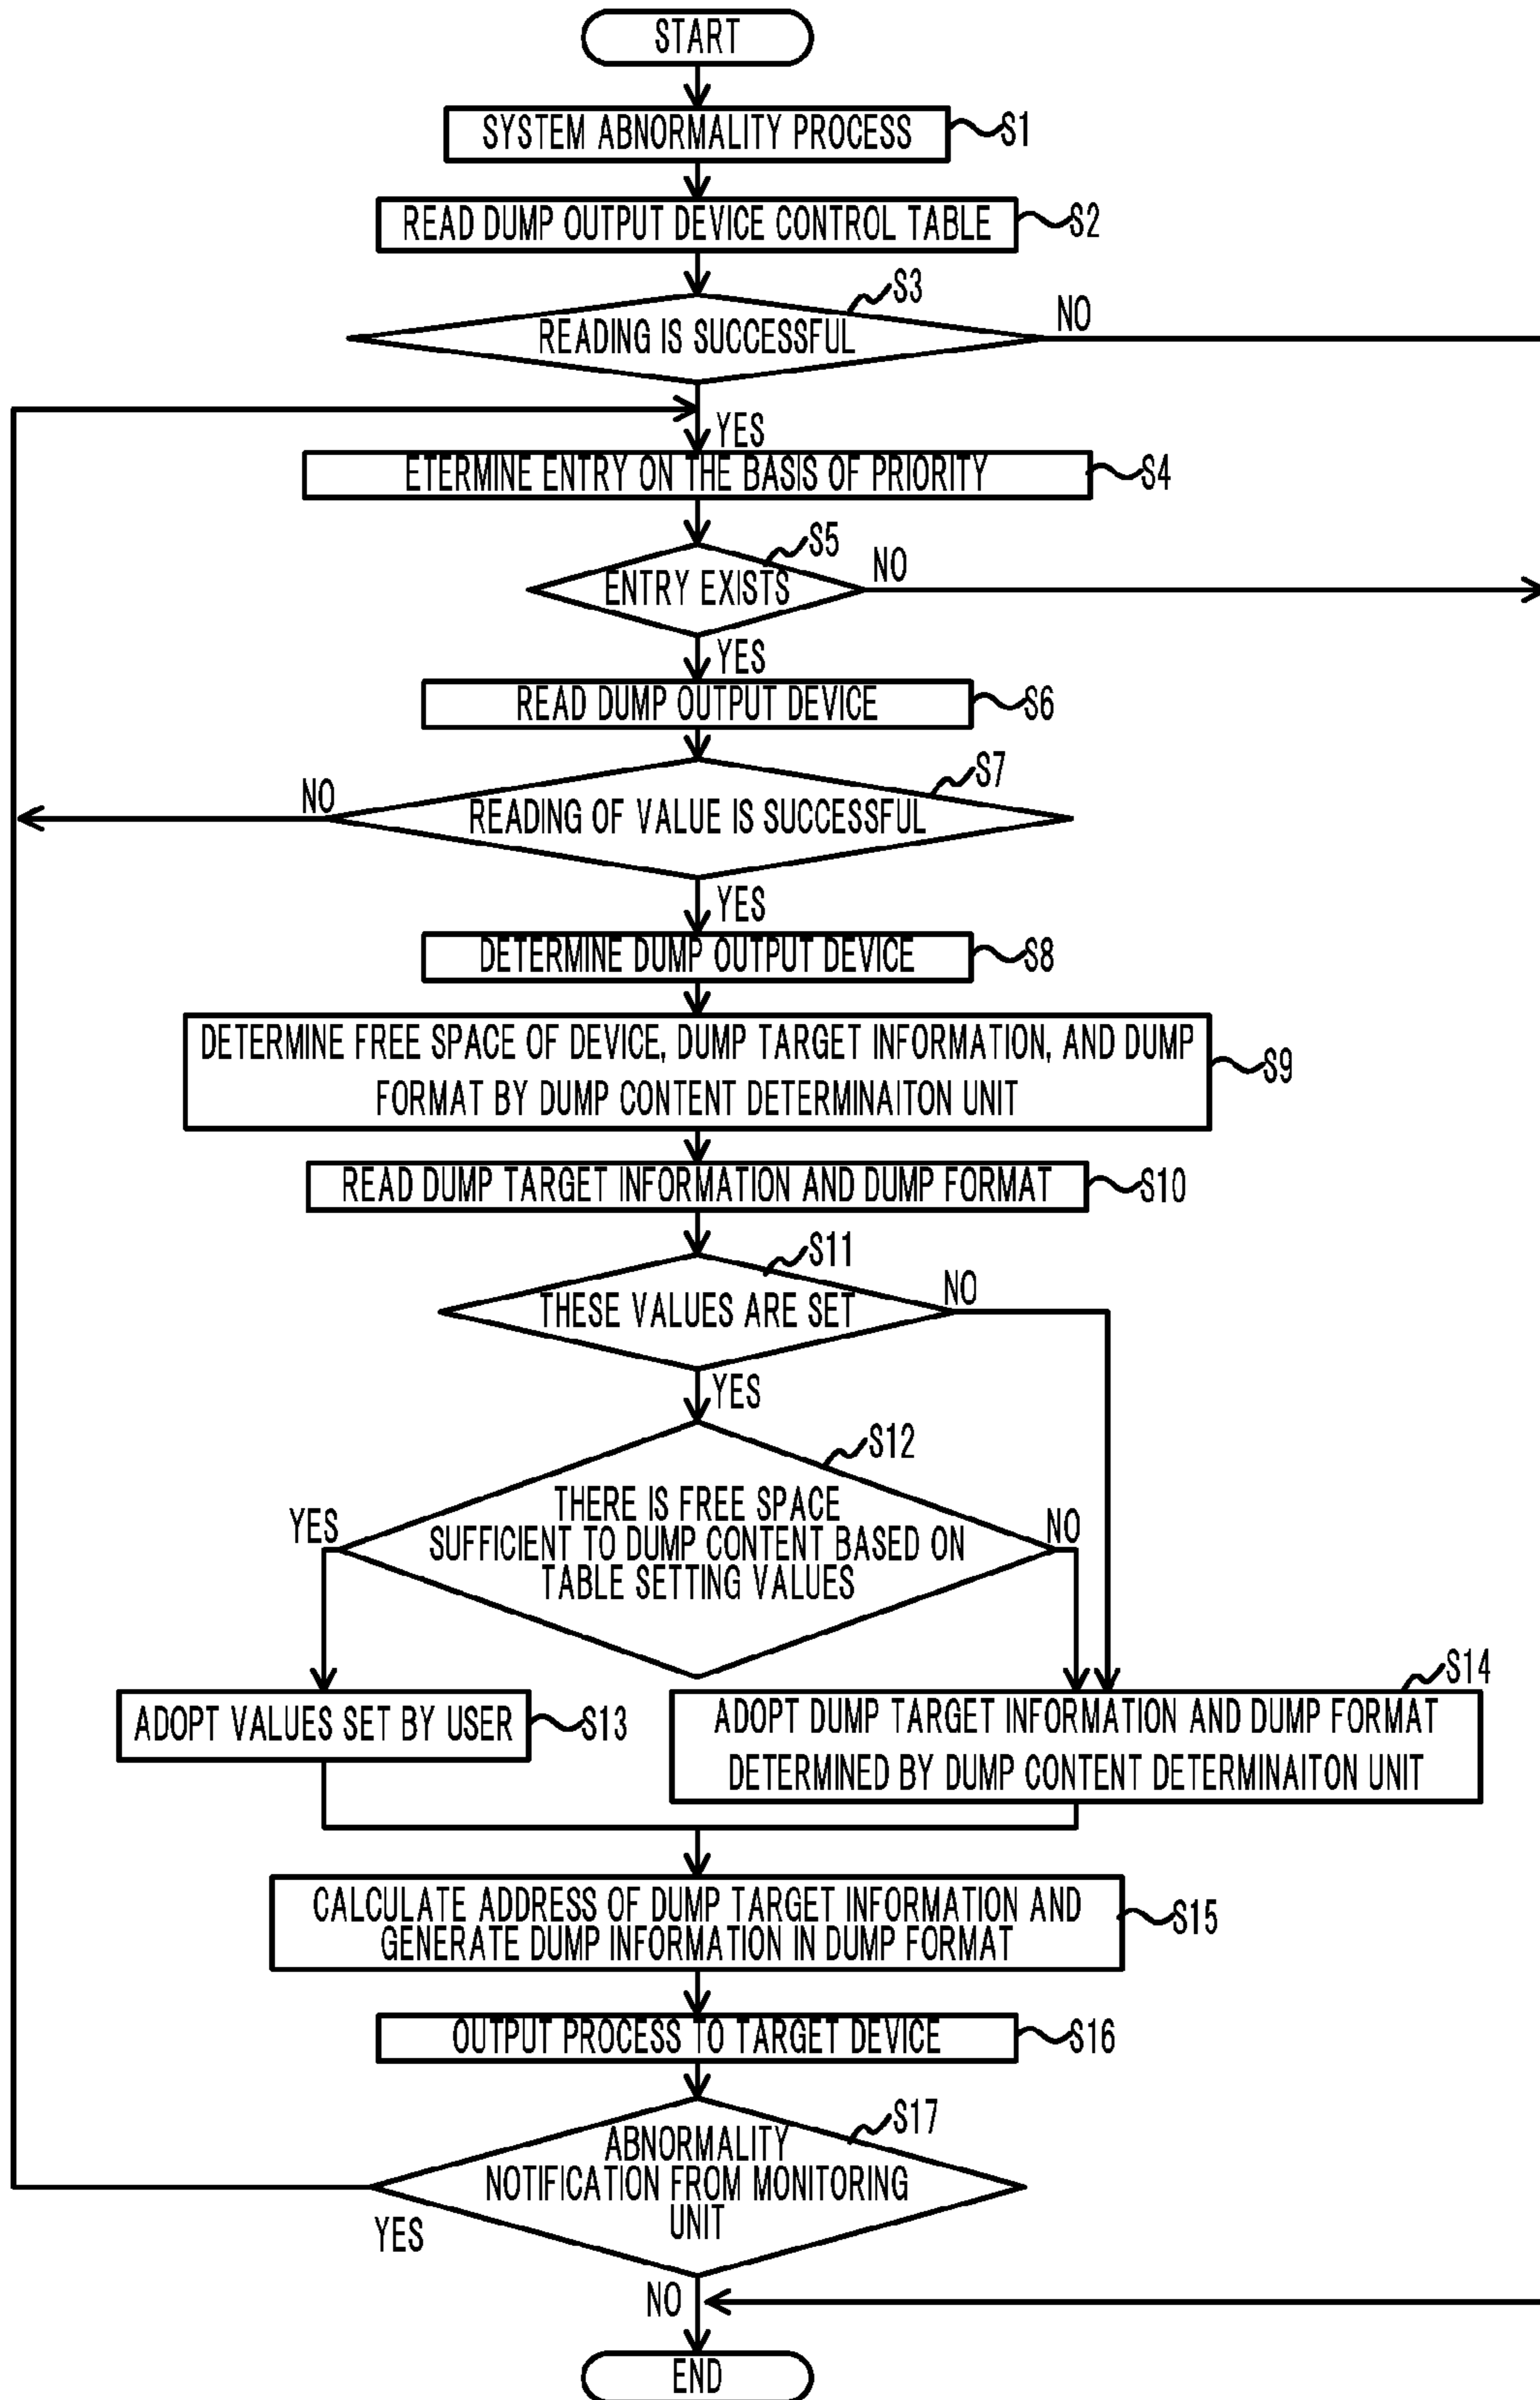 START
SYSTEM ABNORMALITY PROCESS
S1
READ DUMP OUTPUT DEVICE CONTROL TABLE
S2
S3
READING IS SUCCESSFUL
NO
YES
ETERMINE ENTRY ON THE BASIS OF PRIORITY
S4
S5
ENTRY EXISTS
NO
YES
READ DUMP OUTPUT DEVICE
S6
S7
NO
READING OF VALUE IS SUCCESSFUL
YES
DETERMINE DUMP OUTPUT DEVICE
S8
DETERMINE FREE SPACE OF DEVICE, DUMP TARGET INFORMATION, AND DUMP
FORMAT BY DUMP CONTENT DETERMINAITON UNIT
S9
READ DUMP TARGET INFORMATION AND DUMP FORMAT
S10
S11
THESE VALUES ARE SET
NO
YES
S12
THERE IS FREE SPACE
SUFFICIENT TO DUMP CONTENT BASED ON
TABLE SETTING VALUES
YES
NO
ADOPT VALUES SET BY USER
S13
S14
ADOPT DUMP TARGET INFORMATION AND DUMP FORMAT
DETERMINED BY DUMP CONTENT DETERMINAITON UNIT
CALCULATE ADDRESS OF DUMP TARGET INFORMATION AND
GENERATE DUMP INFORMATION IN DUMP FORMAT
S15
OUTPUT PROCESS TO TARGET DEVICE
S16
S17
ABNORMALITY
NOTIFICATION FROM MONITORING
UNIT
YES
NO
END